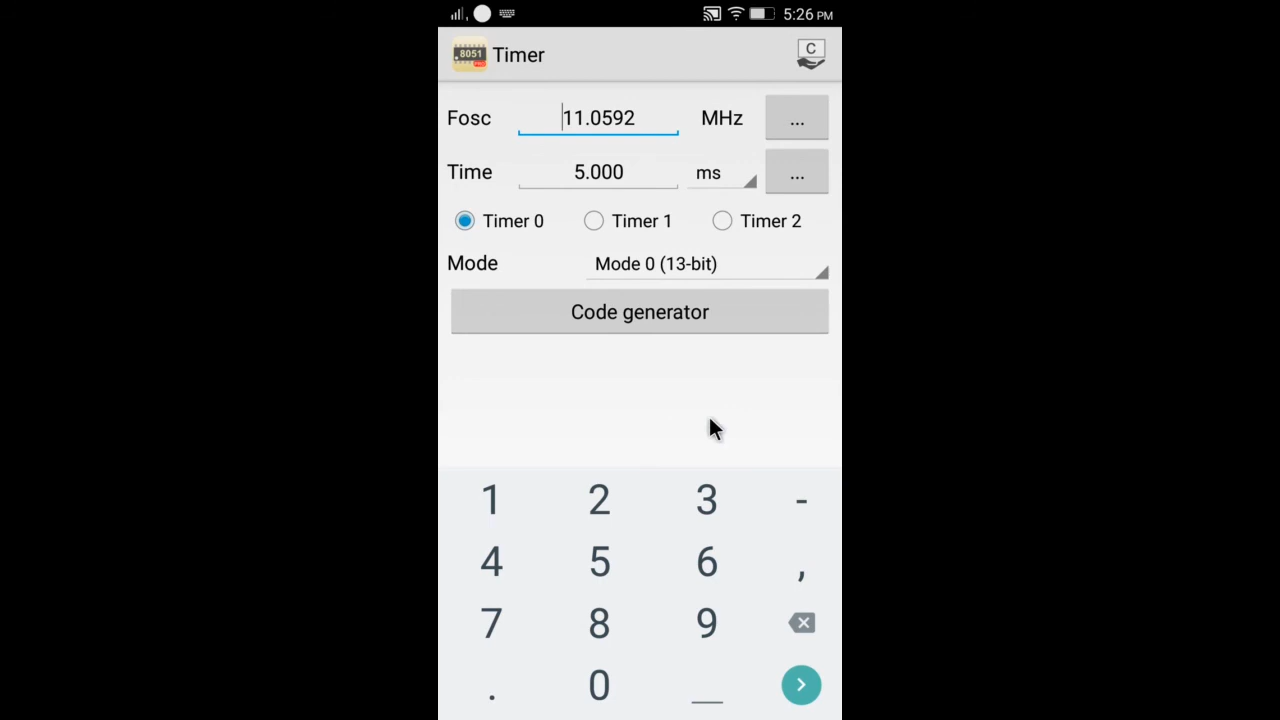 5:26 PM
8051 Timer C
Fosc 11.0592 MHz ...
Time 5.000 ms ...
Timer 0 Timer 1 Timer 2
Mode Mode 0 (13-bit)
Code generator
1 2 3 -
4 5 6 ,
7 8 9
. 0 _